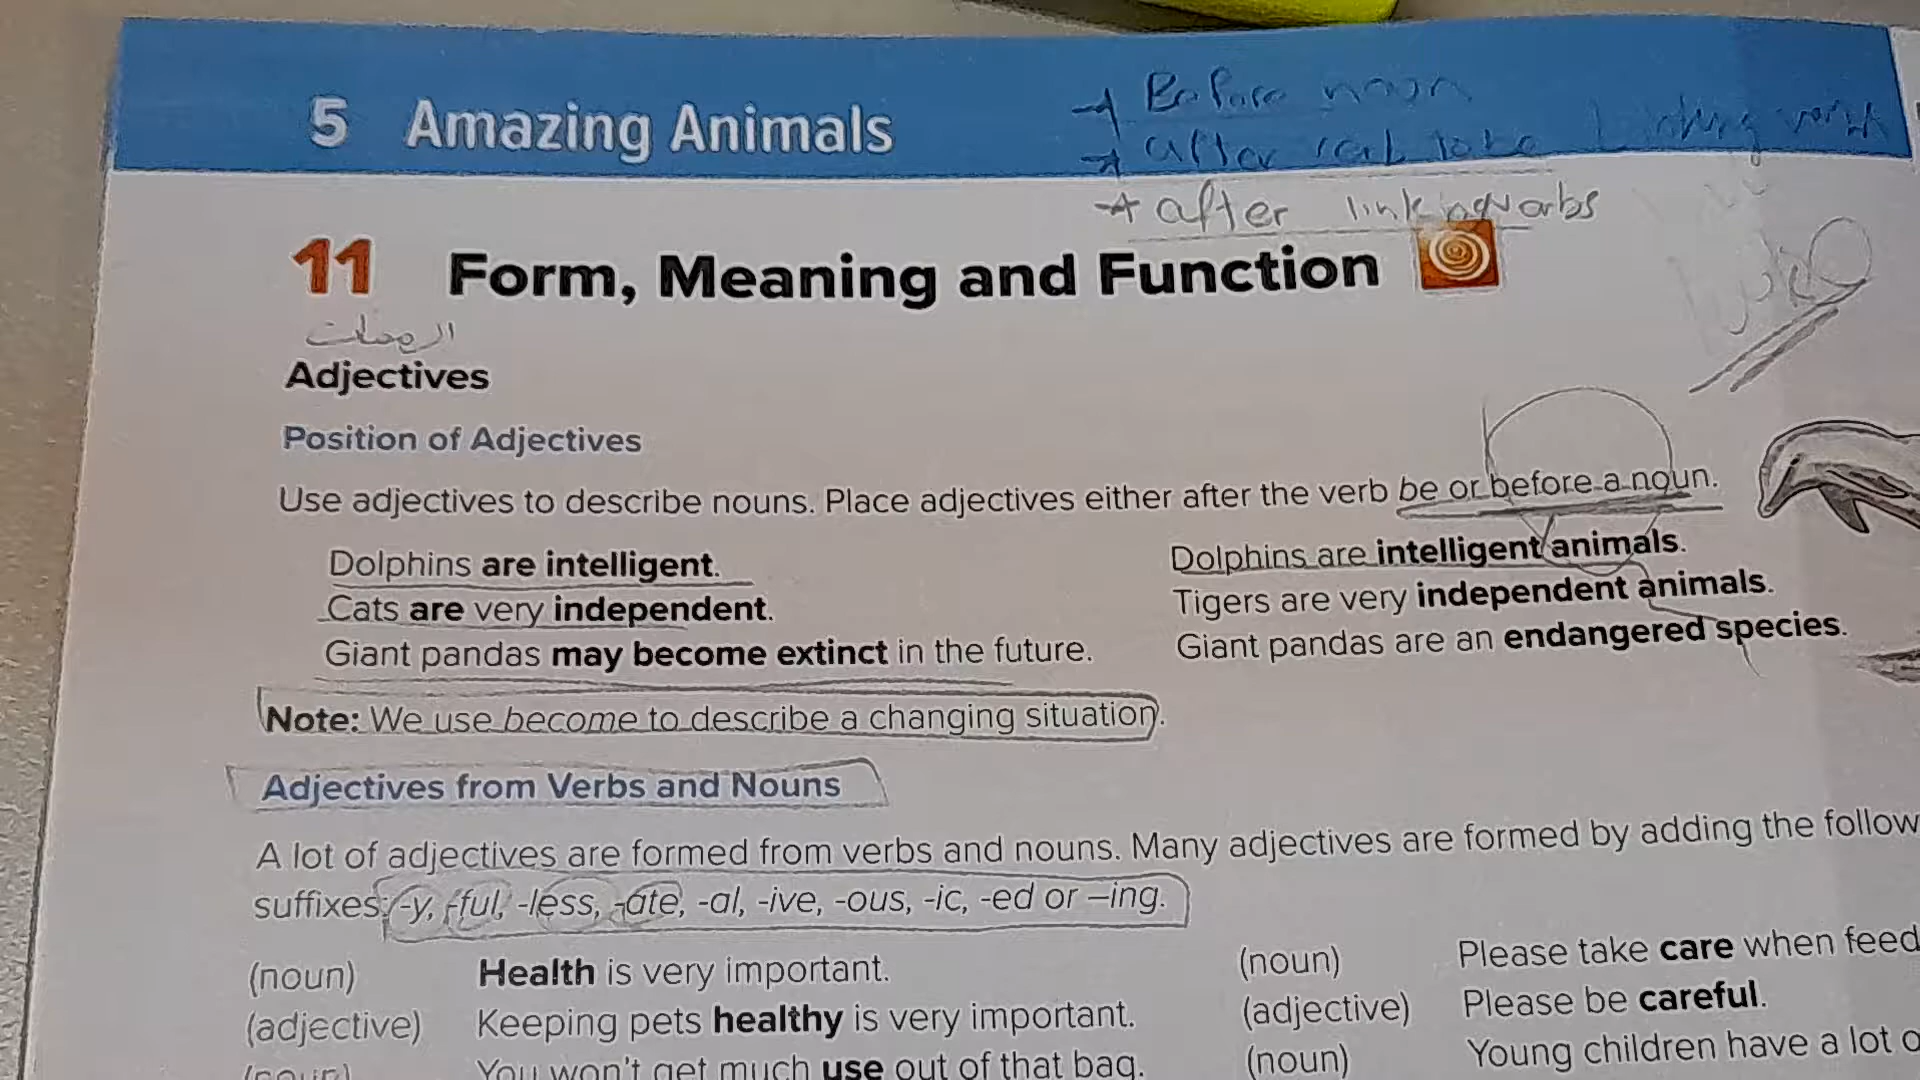 5 Amazing Animals
→ Before noun
→ after verb to be
→ after linking verbs
11 Form, Meaning and Function
الصفات
Adjectives
Position of Adjectives
Use adjectives to describe nouns. Place adjectives either after the verb be or before a noun.
Dolphins are intelligent.
Cats are very independent.
Giant pandas may become extinct in the future.
Dolphins are intelligent animals.
Tigers are very independent animals.
Giant pandas are an endangered species.
Note: We use become to describe a changing situation.
Adjectives from Verbs and Nouns
A lot of adjectives are formed from verbs and nouns. Many adjectives are formed by adding the follow
suffixes: -y, -ful, -less, -ate, -al, -ive, -ous, -ic, -ed or –ing.
(noun) Health is very important.
(adjective) Keeping pets healthy is very important.
(noun) You won't get much use out of that bag.
(noun) Please take care when feed
(adjective) Please be careful.
(noun) Young children have a lot o